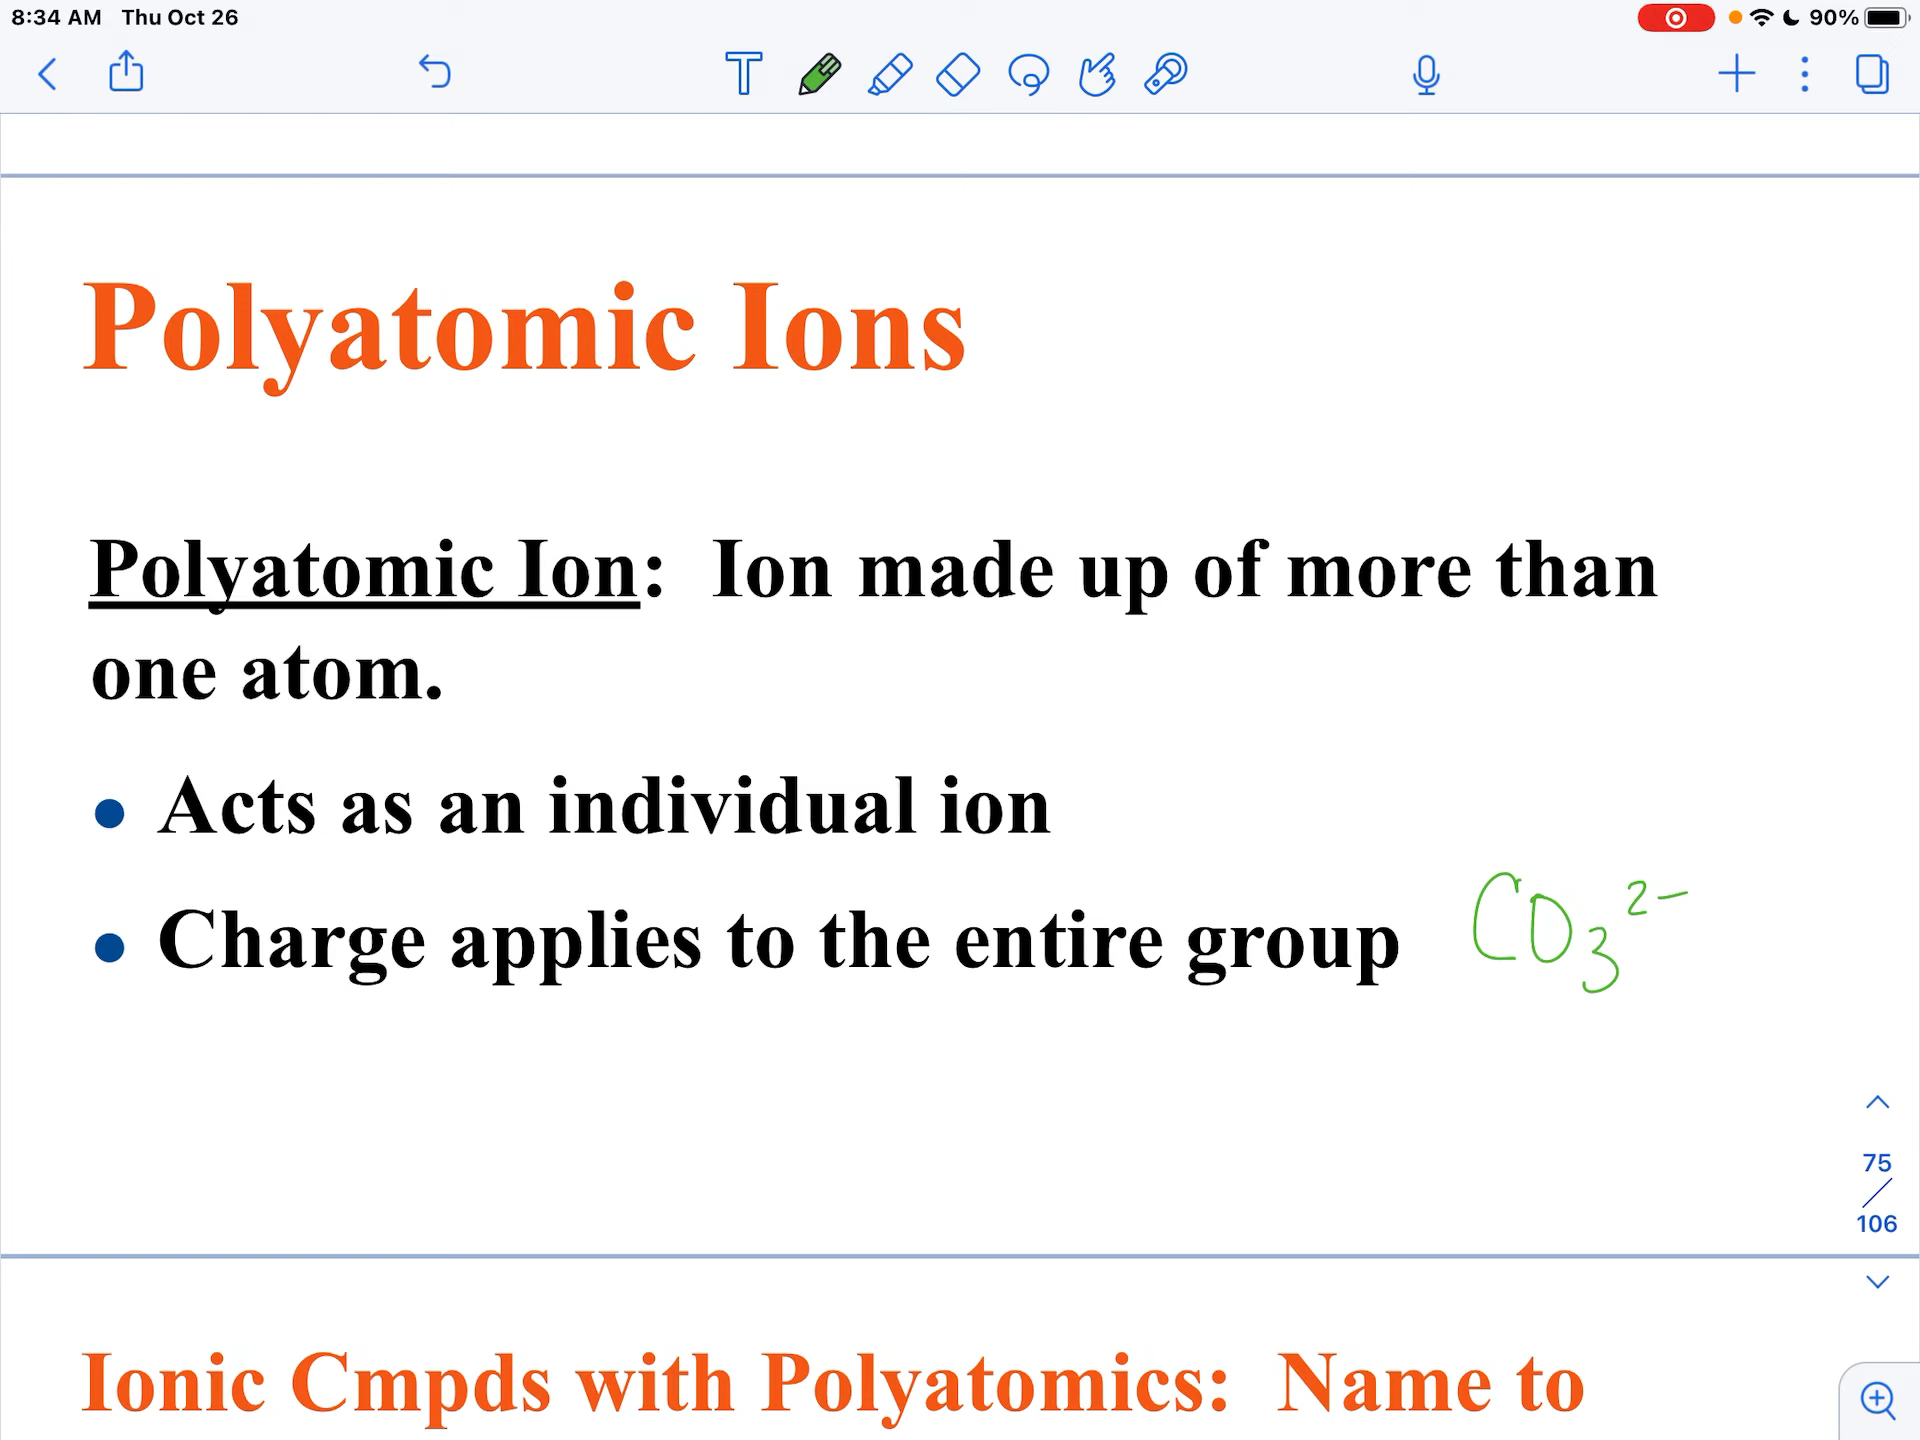 8:34 AM Thu Oct 26 90%
T
Polyatomic Ions
Polyatomic Ion: Ion made up of more than
one atom.
• Acts as an individual ion
• Charge applies to the entire group CO₃²⁻
75
/
106
Ionic Cmpds with Polyatomics: Name to